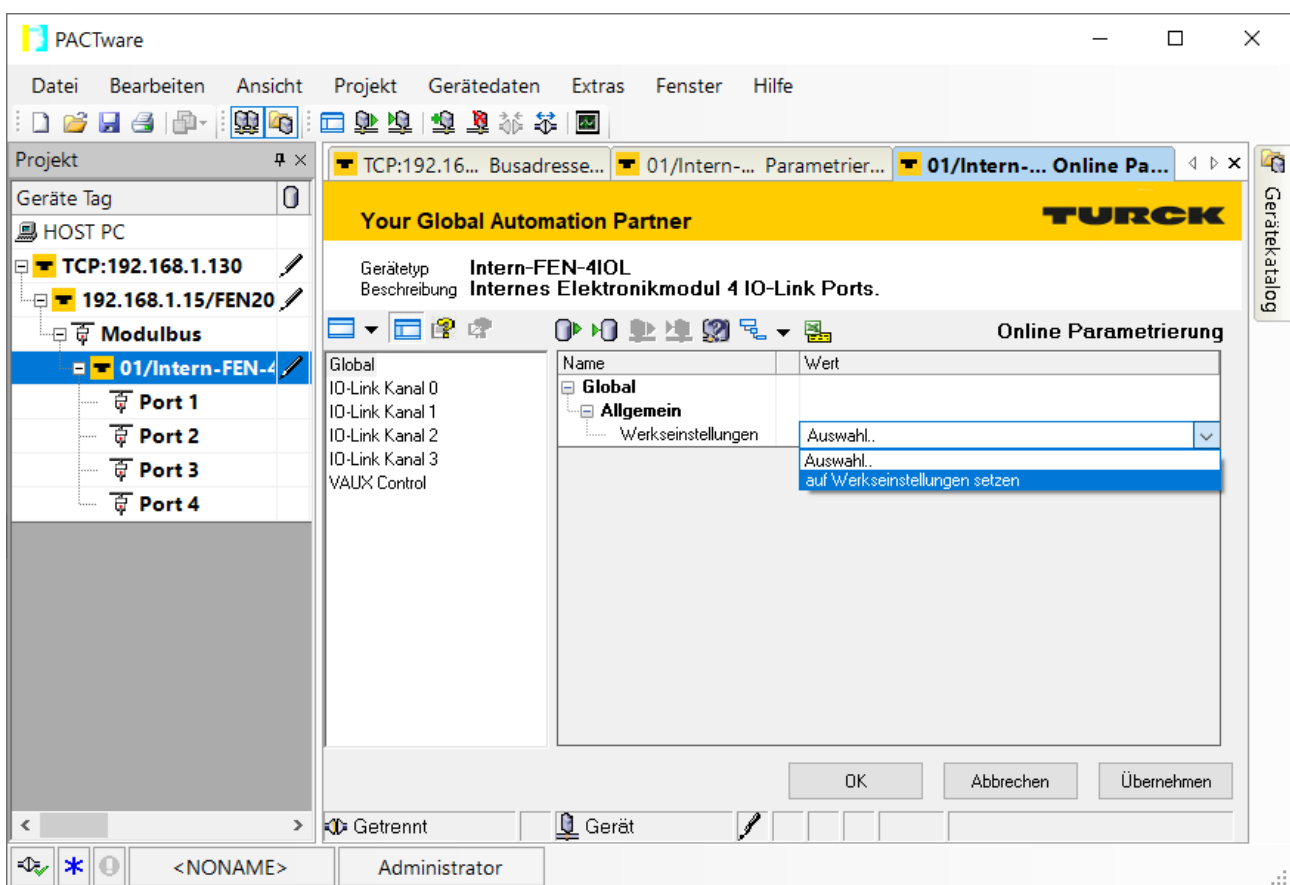 PACTware
Datei Bearbeiten Ansicht Projekt Gerätedaten Extras Fenster Hilfe
Projekt
Geräte Tag
HOST PC
TCP:192.168.1.130
192.168.1.15/FEN20
Modulbus
01/Intern-FEN-4
Port 1
Port 2
Port 3
Port 4
TCP:192.16... Busadresse... 01/Intern-... Parametrier... 01/Intern-... Online Pa...
Your Global Automation Partner TURCK
Gerätetyp Intern-FEN-4IOL
Beschreibung Internes Elektronikmodul 4 IO-Link Ports.
Online Parametrierung
Global
IO-Link Kanal 0
IO-Link Kanal 1
IO-Link Kanal 2
IO-Link Kanal 3
VAUX Control
Name Wert
Global
Allgemein
Werkseinstellungen Auswahl..
Auswahl..
auf Werkseinstellungen setzen
OK Abbrechen Übernehmen
Getrennt Gerät
Gerätekatalog
<NONAME> Administrator